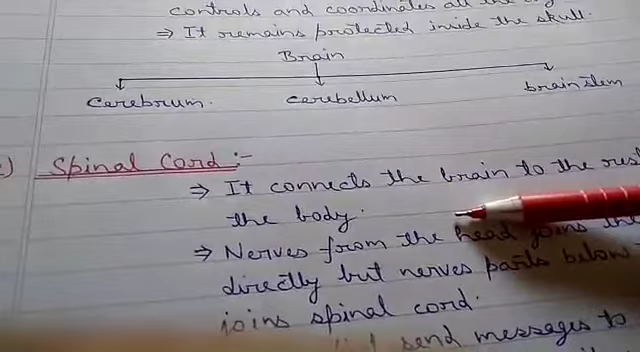 controls and coordinates all the
⇒ It remains protected inside the skull.
Brain
cerebrum. cerebellum brain stem
) Spinal Cord :-
⇒ It connects the brain to the rest
the body.
⇒ Nerves from the head joins the
directly but nerves parts below
joins spinal cord.
send messages to